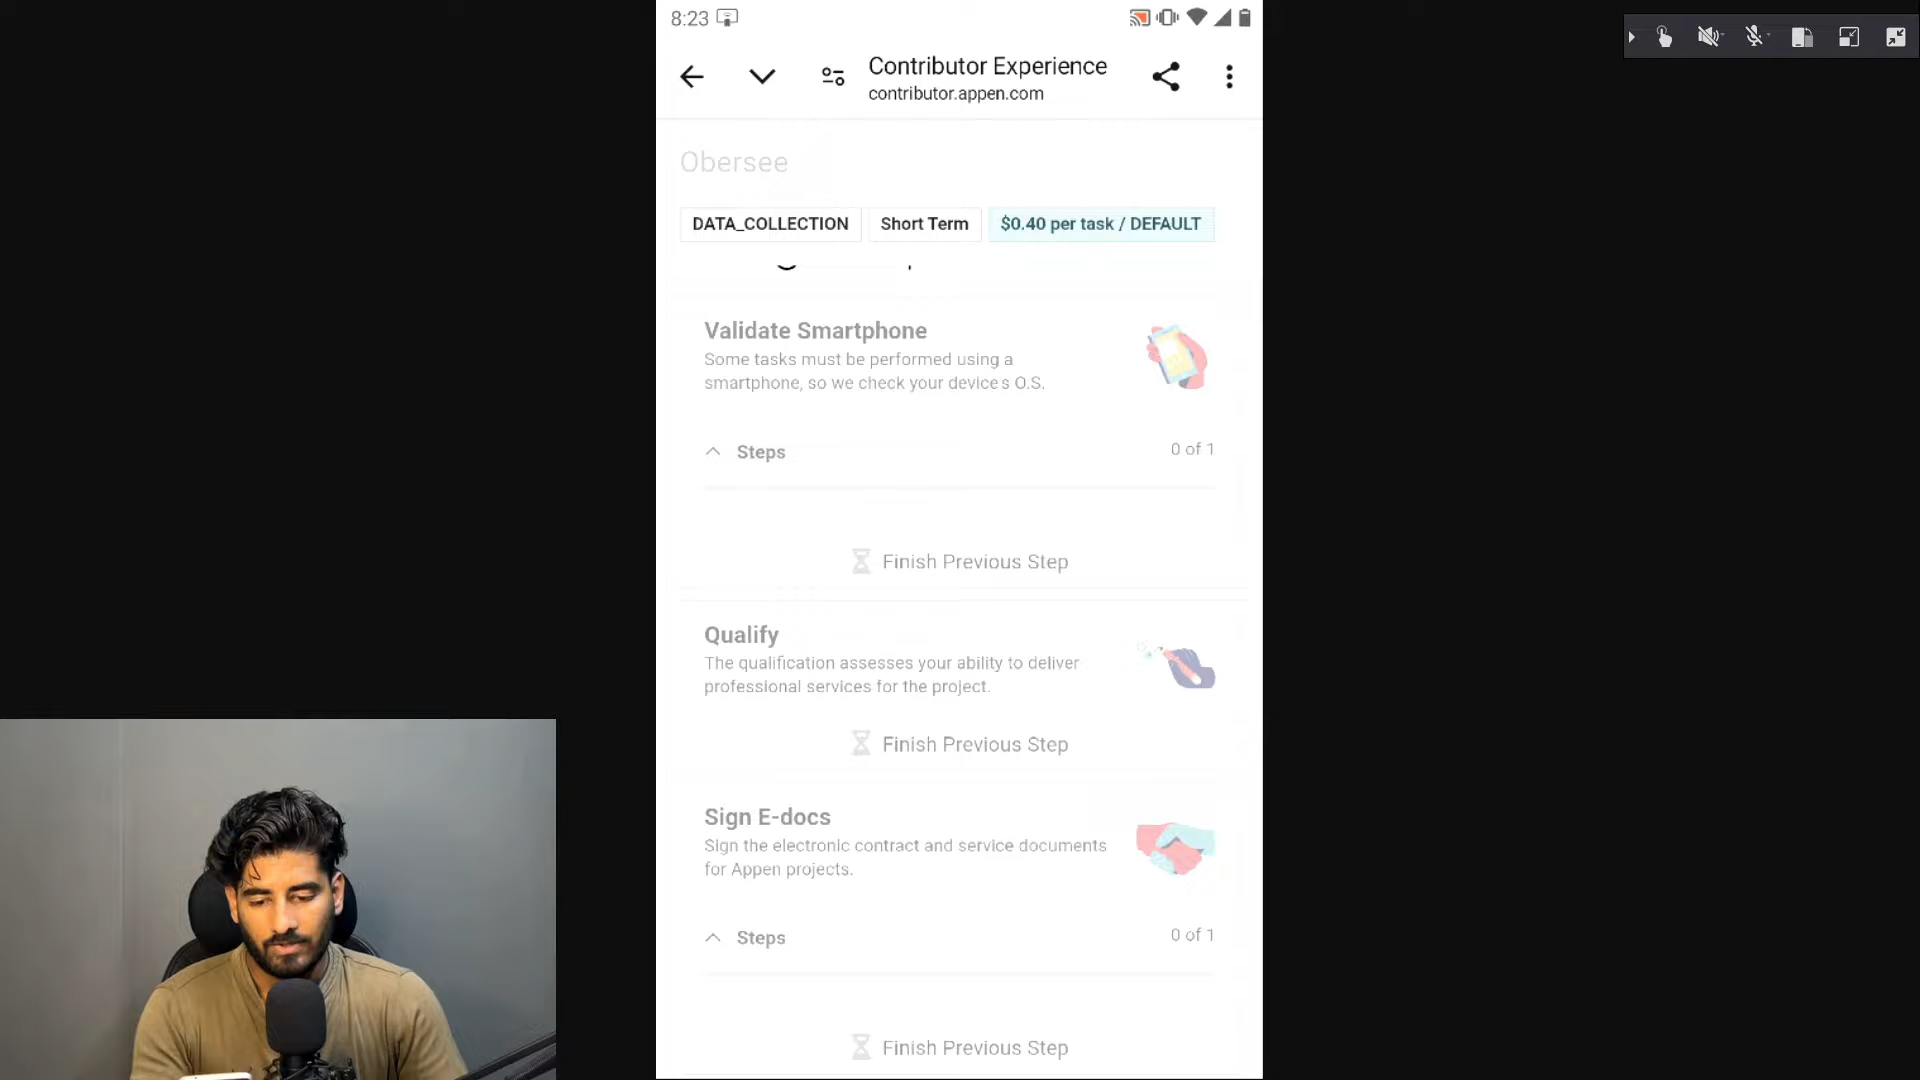 8:23
Contributor Experience
contributor.appen.com
Obersee
DATA_COLLECTION Short Term $0.40 per task / DEFAULT
Validate Smartphone
Some tasks must be performed using a
smartphone, so we check your devices O.S.
Steps 0 of 1
Finish Previous Step
Qualify
The qualification assesses your ability to deliver
professional services for the project.
Finish Previous Step
Sign E-docs
Sign the electronic contract and service documents
for Appen projects.
Steps 0 of 1
Finish Previous Step